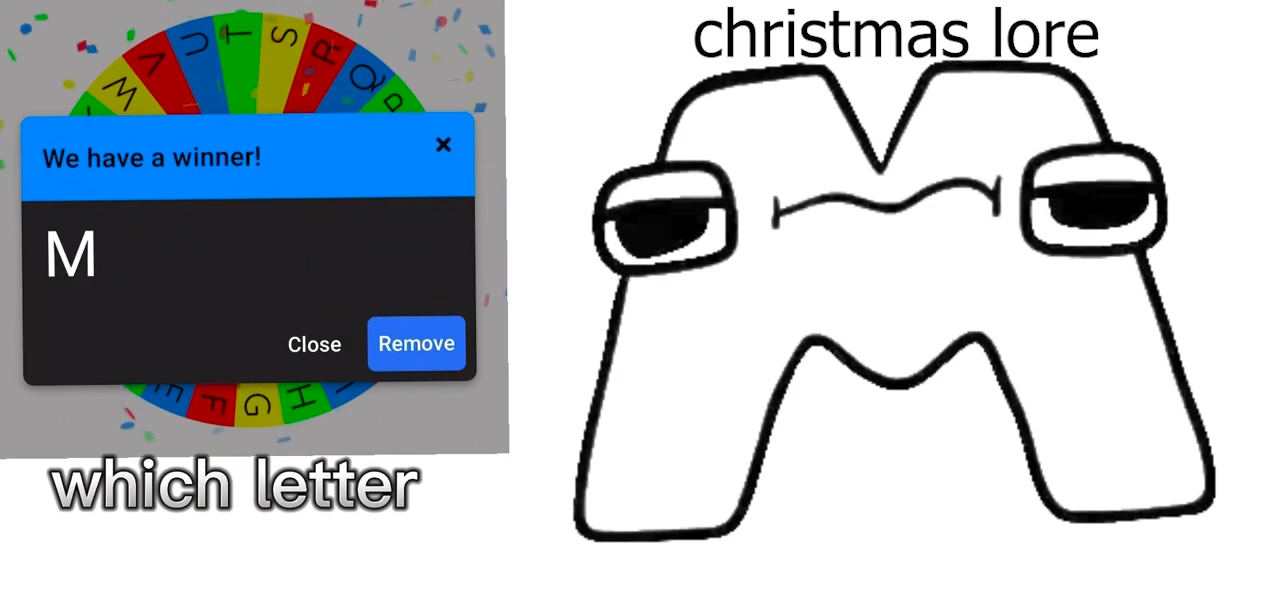 christmas lore
W V U T S R Q P
We have a winner!
M
Close Remove
E F G H I
which letter